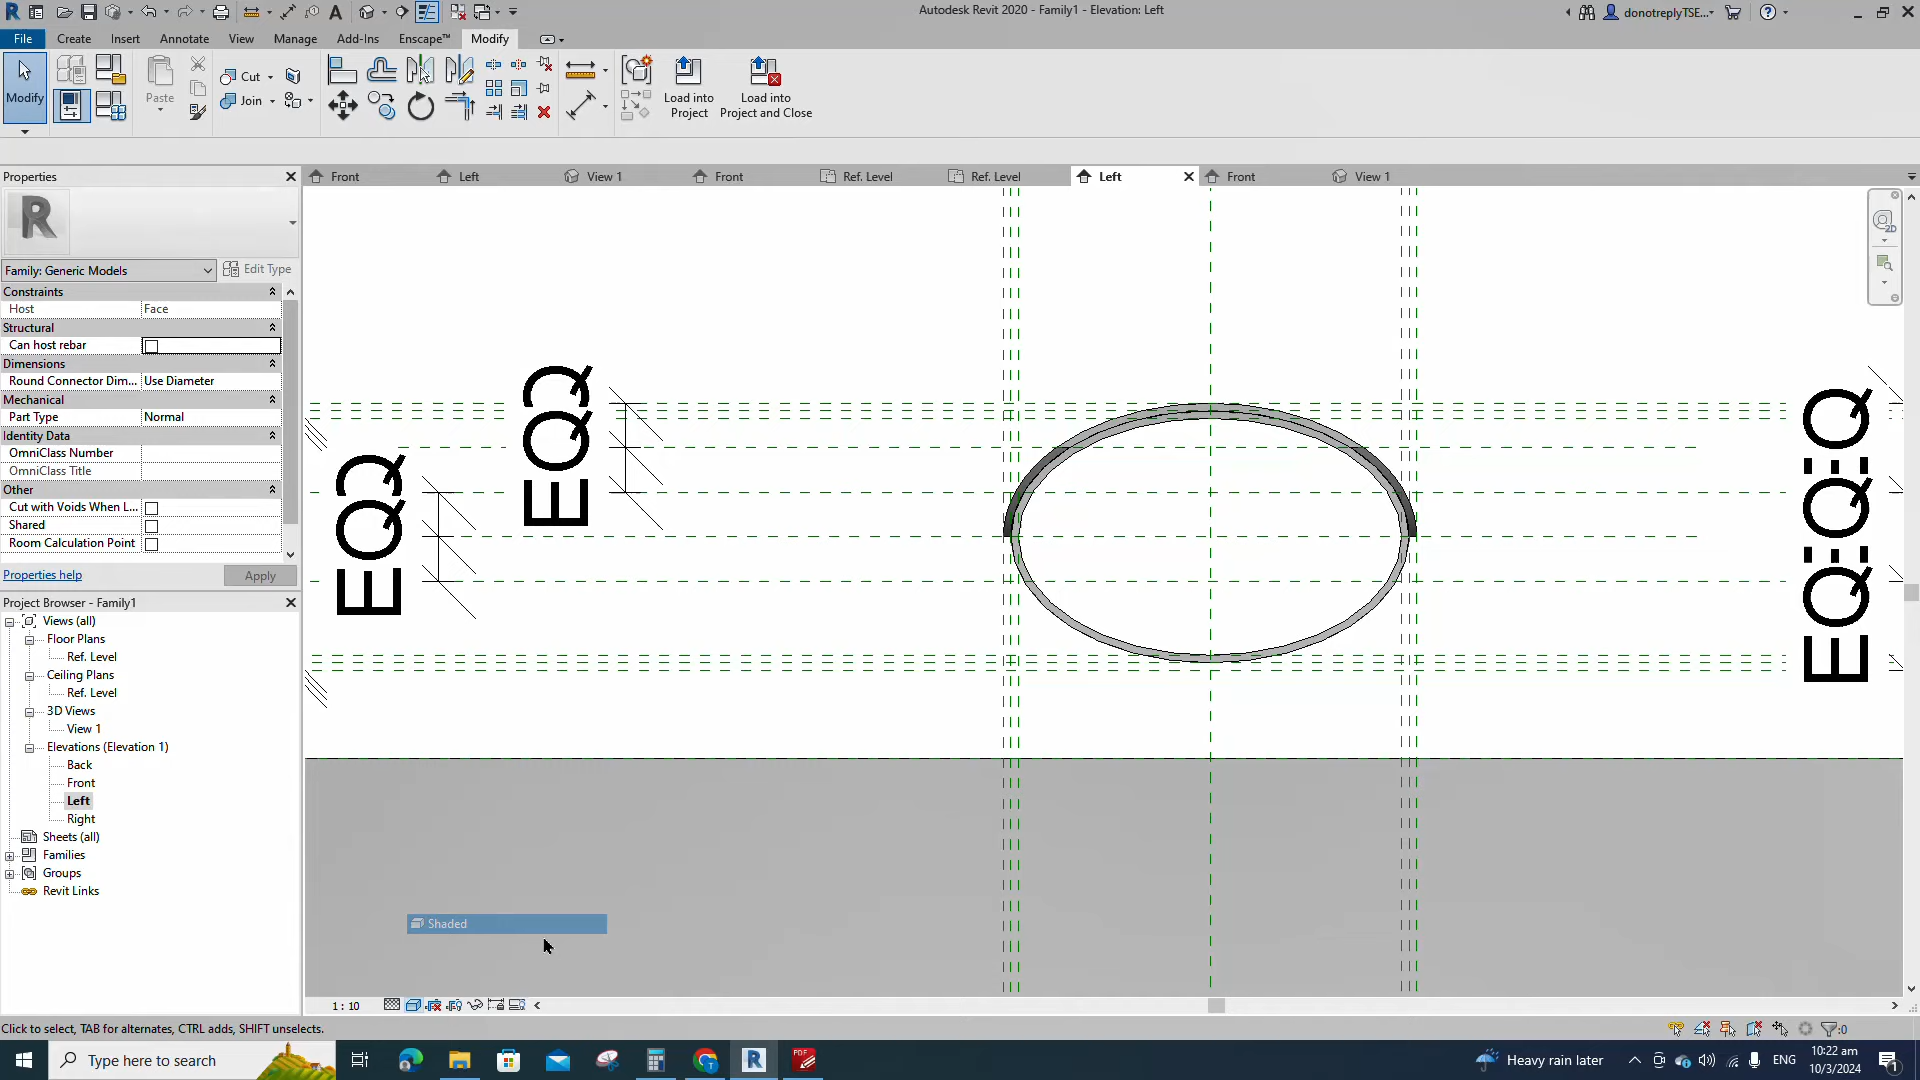 Autodesk Revit 2020 - Family1 - Elevation: Left
donotreplyTSE...
File
Create
Insert
Annotate
View
Manage
Add-Ins
Enscape™
Modify
Modify
Paste
Cut
Join
Load into
Project
Load into
Project and Close
Properties
Front
Left
View 1
Front
Ref. Level
Ref. Level
Left
Front
View 1
2D
Family: Generic Models
Edit Type
Constraints
Host
Face
Structural
Can host rebar
Dimensions
Round Connector Dim...
Use Diameter
Mechanical
Part Type
Normal
Identity Data
OmniClass Number
OmniClass Title
Other
Cut with Voids When L...
Shared
Room Calculation Point
Properties help
Apply
EQ
EQ
EQ
EQ
EQ
EQ
EQ
Project Browser - Family1
Views (all)
Floor Plans
Ref. Level
Ceiling Plans
Ref. Level
3D Views
View 1
Elevations (Elevation 1)
Back
Front
Left
Right
Sheets (all)
Families
Groups
Revit Links
Shaded
1 : 10
Click to select, TAB for alternates, CTRL adds, SHIFT unselects.
:0
Type here to search
PDF
Heavy rain later
ENG
10:22 am
10/3/2024
1